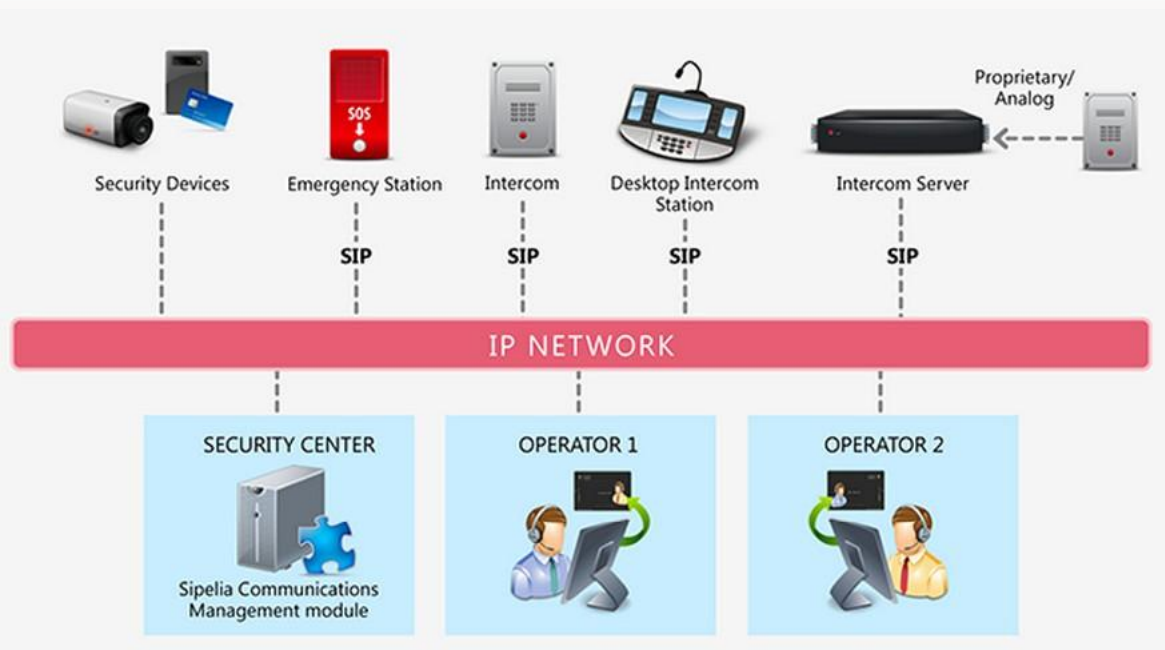 Proprietary/
Analog
SOS
Security Devices
Emergency Station
Intercom
Desktop Intercom
Station
Intercom Server
SIP
SIP
SIP
SIP
IP NETWORK
SECURITY CENTER
Sipelia Communications
Management module
OPERATOR 1
OPERATOR 2